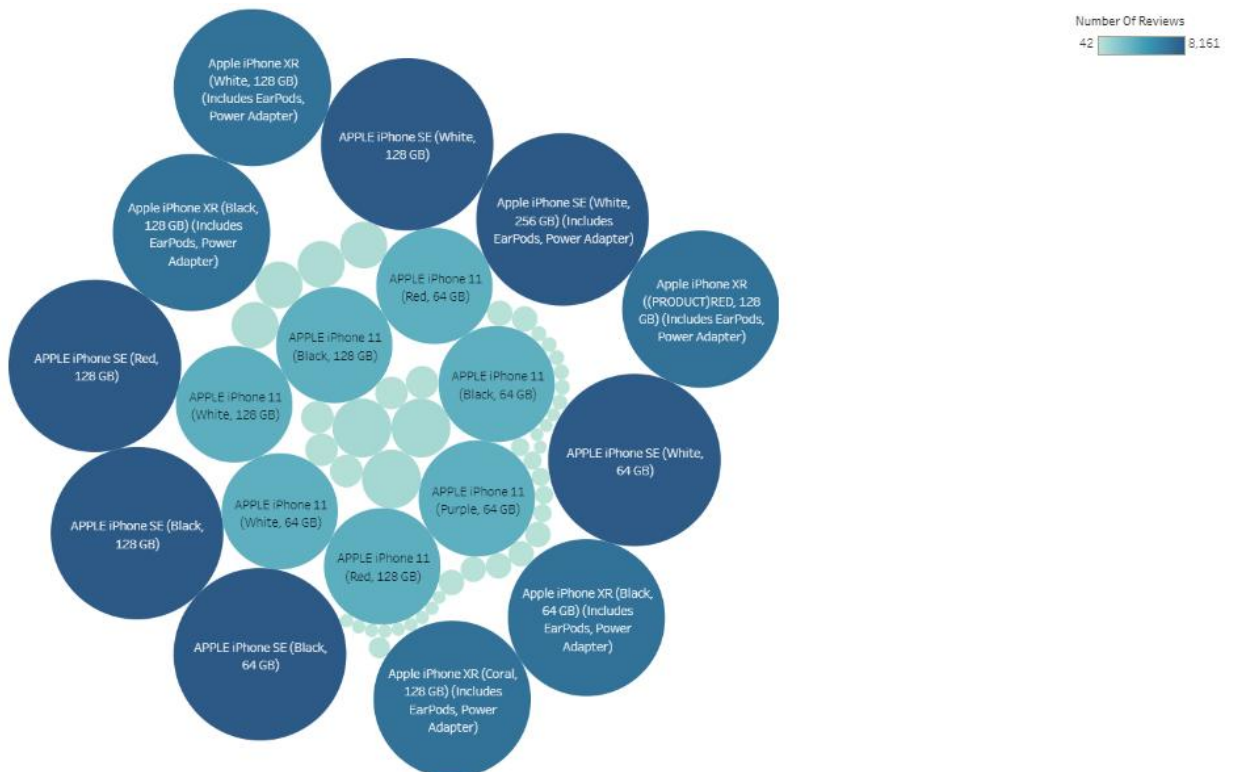 Number Of Reviews
42 8,161
Apple iPhone XR
(White, 128 GB)
(Includes EarPods,
Power Adapter)
APPLE iPhone SE (White,
128 GB)
Apple iPhone SE (White,
256 GB) (Includes
EarPods, Power Adapter)
Apple iPhone XR (Black,
128 GB) (Includes
EarPods, Power
Adapter)
APPLE iPhone 11
(Red, 64 GB)
Apple iPhone XR
((PRODUCT)RED, 128
GB) (Includes EarPods,
Power Adapter)
APPLE iPhone 11
(Black, 128 GB)
APPLE iPhone SE (Red,
128 GB)
APPLE iPhone 11
(Black, 64 GB)
APPLE iPhone 11
(White, 128 GB)
APPLE iPhone SE (White,
64 GB)
APPLE iPhone 11
(Purple, 64 GB)
APPLE iPhone 11
(White, 64 GB)
APPLE iPhone SE (Black,
128 GB)
APPLE iPhone 11
(Red, 128 GB)
Apple iPhone XR (Black,
64 GB) (Includes
EarPods, Power
Adapter)
APPLE iPhone SE (Black,
64 GB)
Apple iPhone XR (Coral,
128 GB) (Includes
EarPods, Power
Adapter)